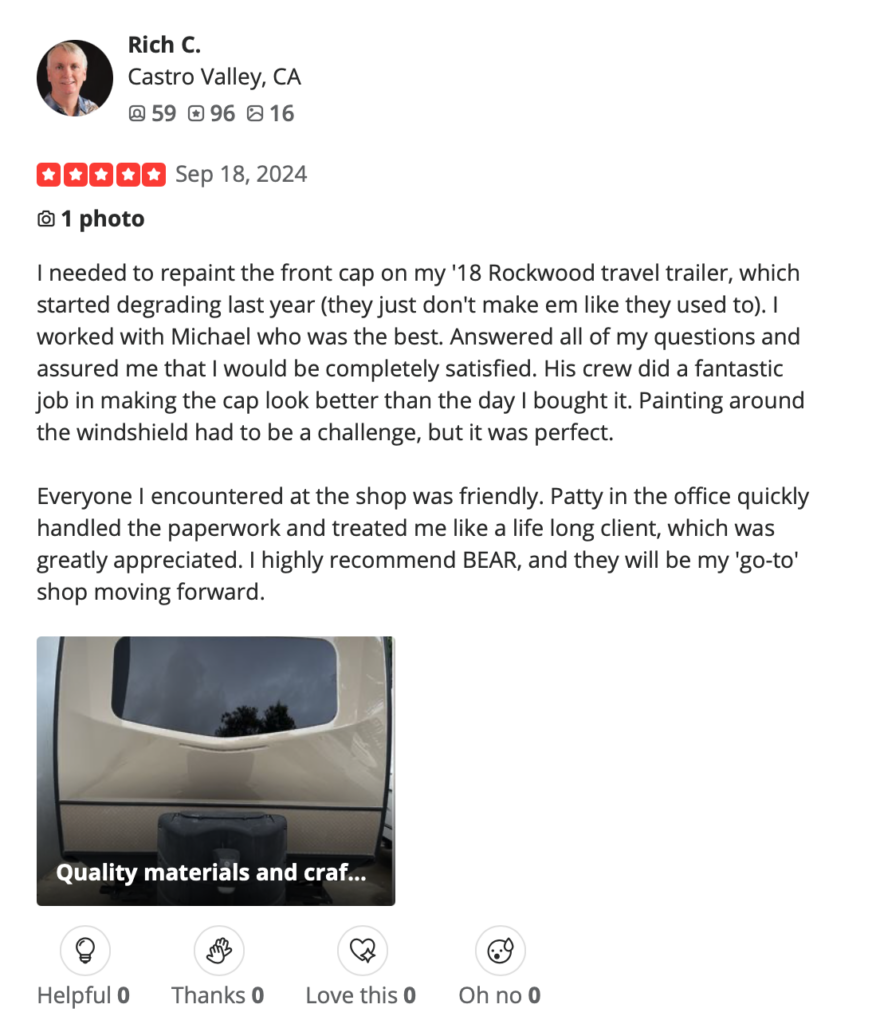 Rich C.
Castro Valley, CA
59 96 16
Sep 18, 2024
1 photo
I needed to repaint the front cap on my '18 Rockwood travel trailer, which
started degrading last year (they just don't make em like they used to). I
worked with Michael who was the best. Answered all of my questions and
assured me that I would be completely satisfied. His crew did a fantastic
job in making the cap look better than the day I bought it. Painting around
the windshield had to be a challenge, but it was perfect.
Everyone I encountered at the shop was friendly. Patty in the office quickly
handled the paperwork and treated me like a life long client, which was
greatly appreciated. I highly recommend BEAR, and they will be my 'go-to'
shop moving forward.
Quality materials and craf...
Helpful 0 Thanks 0 Love this 0 Oh no 0